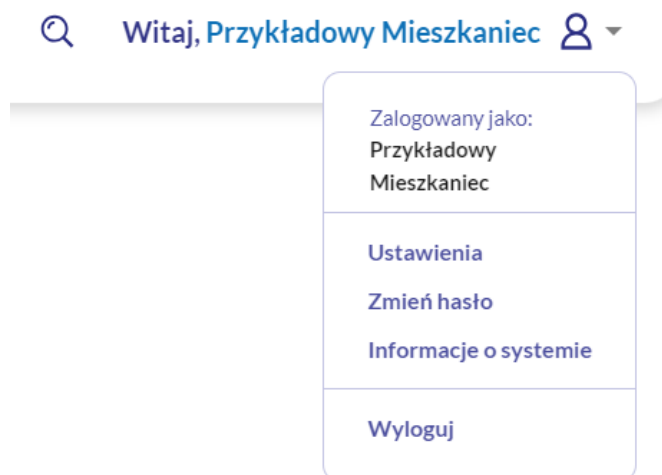 Witaj, Przykładowy Mieszkaniec
Zalogowany jako:
Przykładowy
Mieszkaniec
Ustawienia
Zmień hasło
Informacje o systemie
Wyloguj